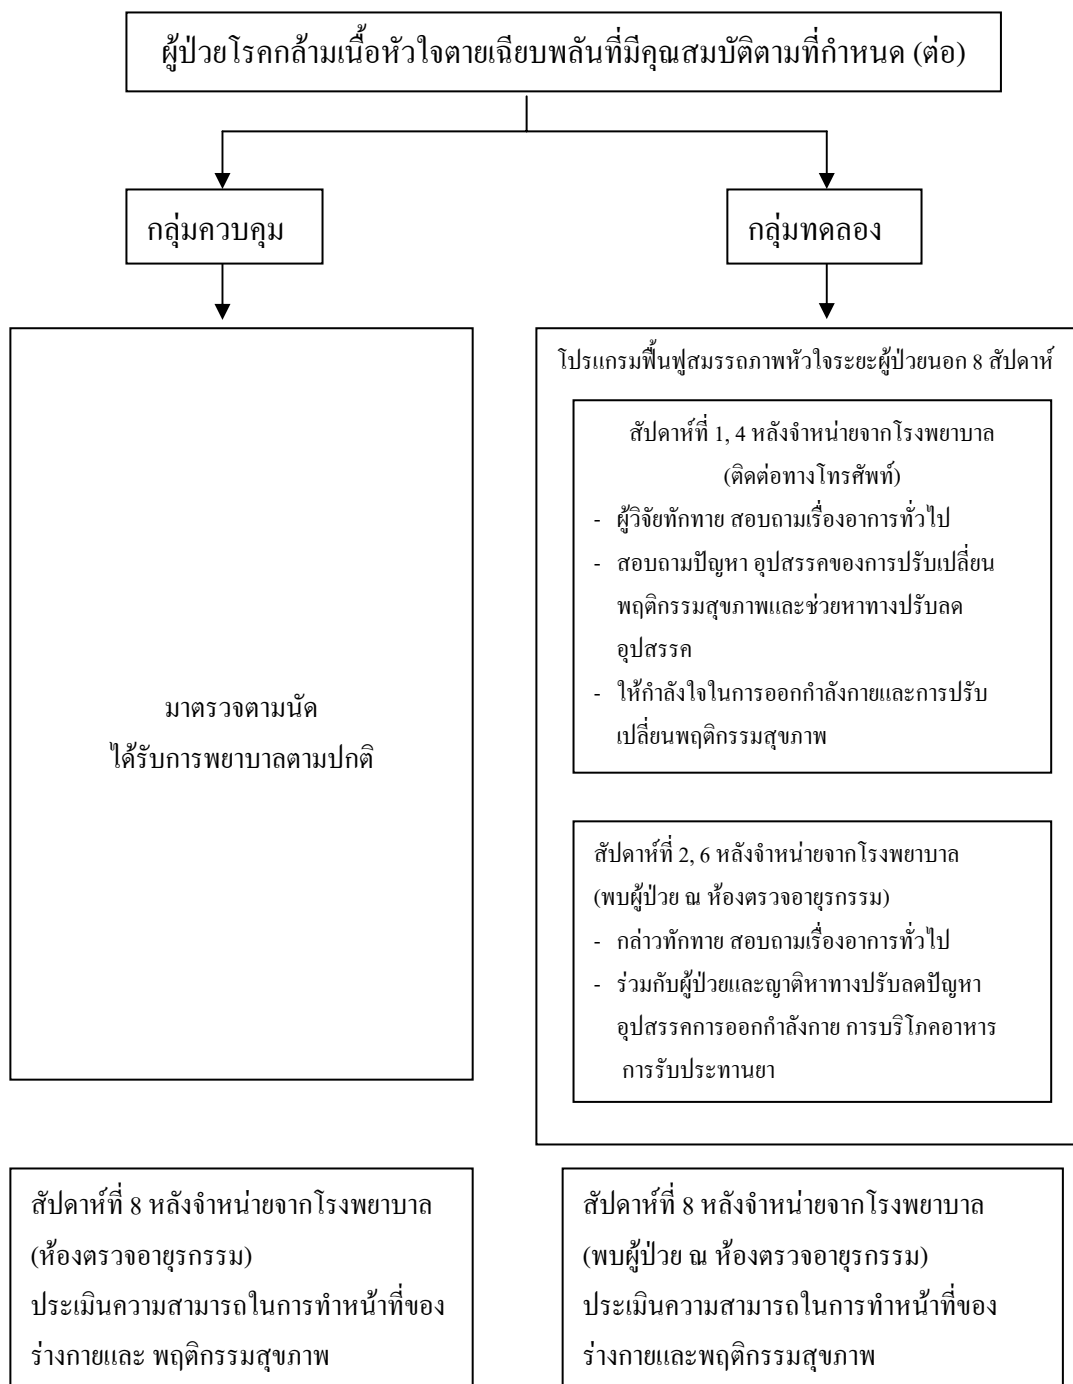 ผู้ป่วยโรคกล้ามเนื้อหัวใจตายเฉียบพลันที่มีคุณสมบัติตามที่กำหนด (ต่อ)
กลุ่มควบคุม
กลุ่มทดลอง
มาตรวจตามนัด
ได้รับการพยาบาลตามปกติ
โปรแกรมฟื้นฟูสมรรถภาพหัวใจระยะผู้ป่วยนอก 8 สัปดาห์
สัปดาห์ที่ 1, 4 หลังจำหน่ายจากโรงพยาบาล
(ติดต่อทางโทรศัพท์)
- ผู้วิจัยทักทาย สอบถามเรื่องอาการทั่วไป
- สอบถามปัญหา อุปสรรคของการปรับเปลี่ยน
พฤติกรรมสุขภาพและช่วยหาทางปรับลด
อุปสรรค
- ให้กำลังใจในการออกกำลังกายและการปรับ
เปลี่ยนพฤติกรรมสุขภาพ
สัปดาห์ที่ 2, 6 หลังจำหน่ายจากโรงพยาบาล
(พบผู้ป่วย ณ ห้องตรวจอายุรกรรม)
- กล่าวทักทาย สอบถามเรื่องอาการทั่วไป
- ร่วมกับผู้ป่วยและญาติหาทางปรับลดปัญหา
อุปสรรคการออกกำลังกาย การบริโภคอาหาร
การรับประทานยา
สัปดาห์ที่ 8 หลังจำหน่ายจากโรงพยาบาล
(ห้องตรวจอายุรกรรม)
ประเมินความสามารถในการทำหน้าที่ของ
ร่างกายและ พฤติกรรมสุขภาพ
สัปดาห์ที่ 8 หลังจำหน่ายจากโรงพยาบาล
(พบผู้ป่วย ณ ห้องตรวจอายุรกรรม)
ประเมินความสามารถในการทำหน้าที่ของ
ร่างกายและพฤติกรรมสุขภาพ